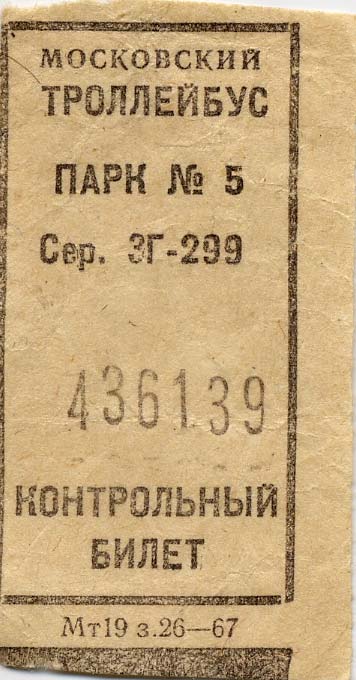 МОСКОВСКИЙ
ТРОЛЛЕЙБУС
ПАРК № 5
Сер. ЗГ-299
436139
КОНТРОЛЬНЫЙ
БИЛЕТ
Мт19 з.26—67